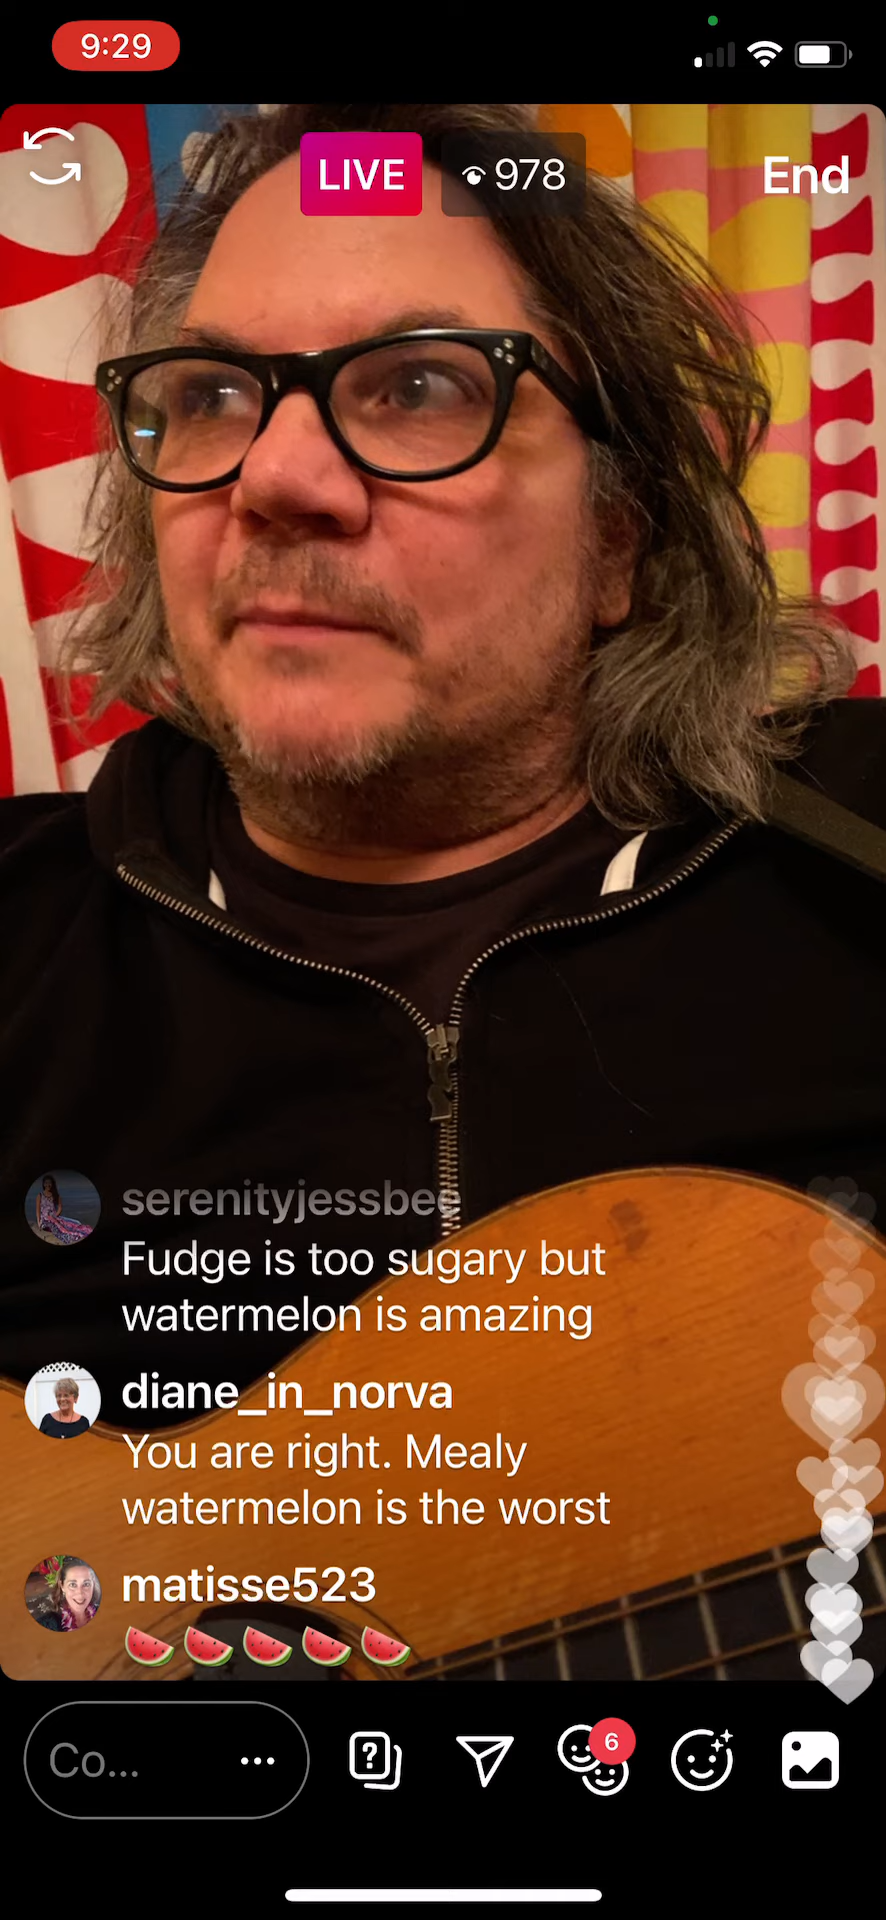 9:29
LIVE
978
End
serenityjessbee
Fudge is too sugary but
watermelon is amazing
diane_in_norva
You are right. Mealy
watermelon is the worst
matisse523
🍉🍉🍉🍉🍉
Co...
6